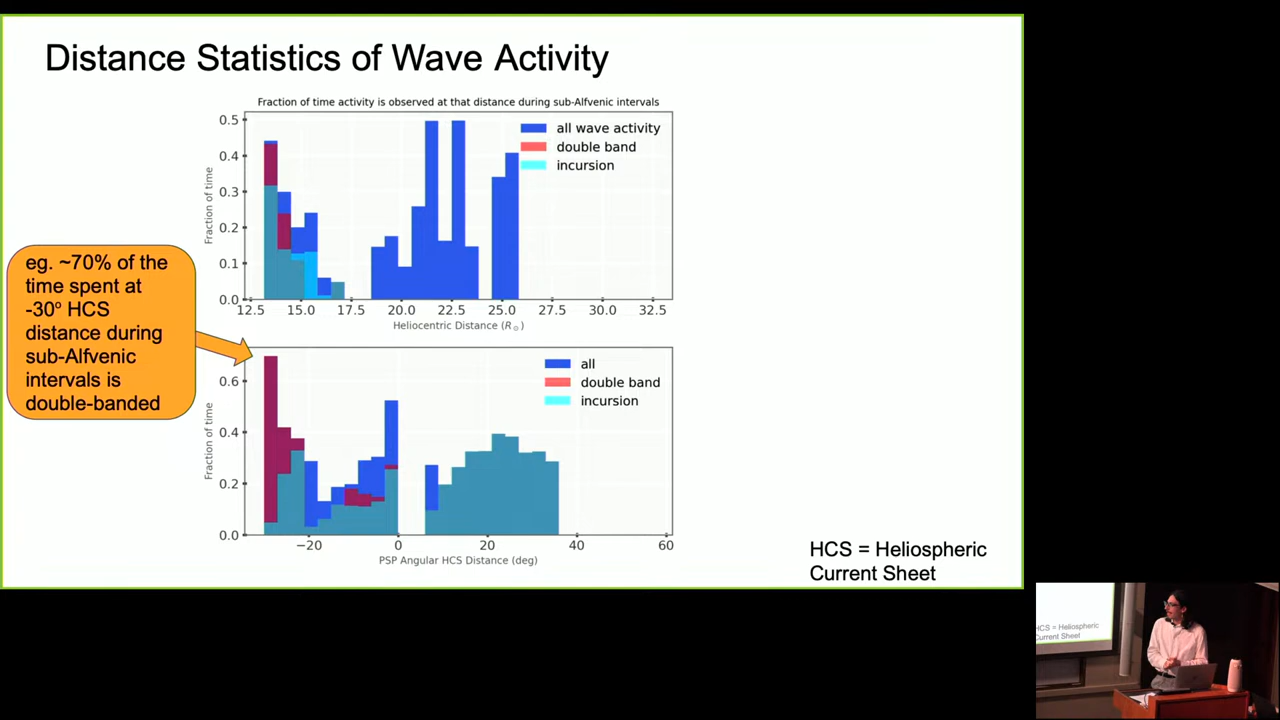 Distance Statistics of Wave Activity
Fraction of time activity is observed at that distance during sub-Alfvenic intervals
0.5
0.4
0.3
0.2
0.1
0.0
Fraction of time
all wave activity
double band
incursion
12.5 15.0 17.5 20.0 22.5 25.0 27.5 30.0 32.5
Heliocentric Distance (R☉)
eg. ~70% of the
time spent at
-30º HCS
distance during
sub-Alfvenic
intervals is
double-banded
0.6
0.4
0.2
0.0
Fraction of time
all
double band
incursion
−20 0 20 40 60
PSP Angular HCS Distance (deg)
HCS = Heliospheric
Current Sheet
HCS = Heliospheric
Current Sheet